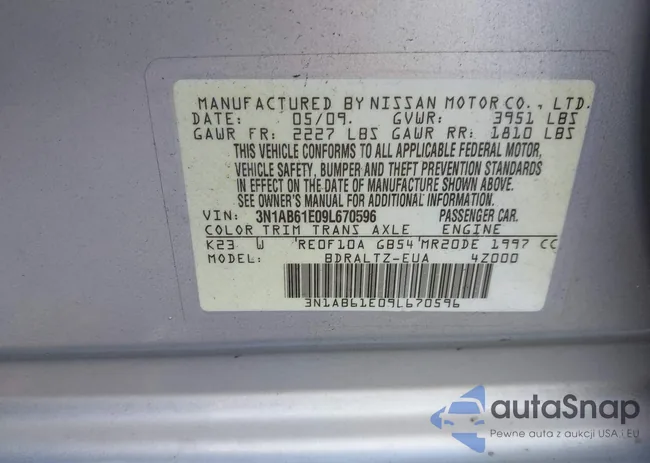 MANUFACTURED BY NISSAN MOTOR CO., LTD.
DATE: 05/09. GVWR: 3951 LBS
GAWR FR: 2227 LBS GAWR RR: 1810 LBS
THIS VEHICLE CONFORMS TO ALL APPLICABLE FEDERAL MOTOR,
VEHICLE SAFETY, BUMPER AND THEFT PREVENTION STANDARDS
IN EFFECT ON THE DATE OF MANUFACTURE SHOWN ABOVE.
SEE OWNER'S MANUAL FOR ADDITIONAL INFORMATION.
VIN: 3N1AB61E09L670596 PASSENGER CAR.
COLOR TRIM TRANS AXLE ENGINE
K23 W RE0F10A GB54 MR20DE 1997 CC
MODEL: BDRALTZ-EUA 4Z000
3N1AB61E09L670596
autaSnap
Pewne auta z aukcji USA i EU